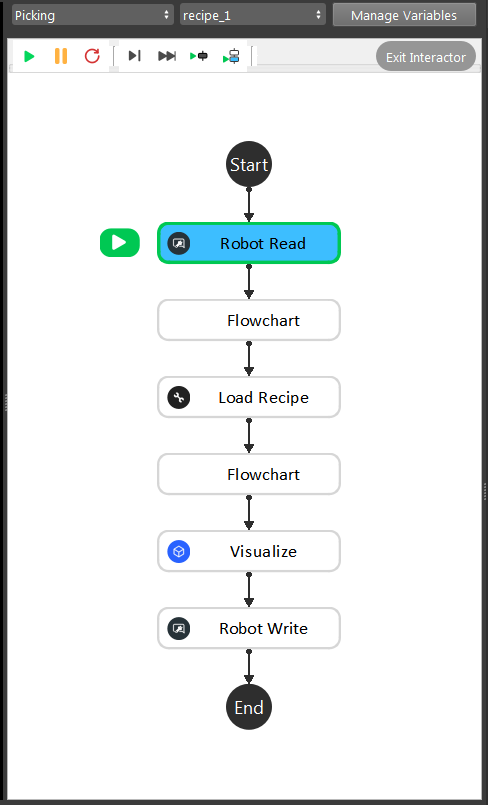 Picking
recipe_1
Manage Variables
Exit Interactor
Start
Robot Read
Flowchart
Load Recipe
Flowchart
Visualize
Robot Write
End